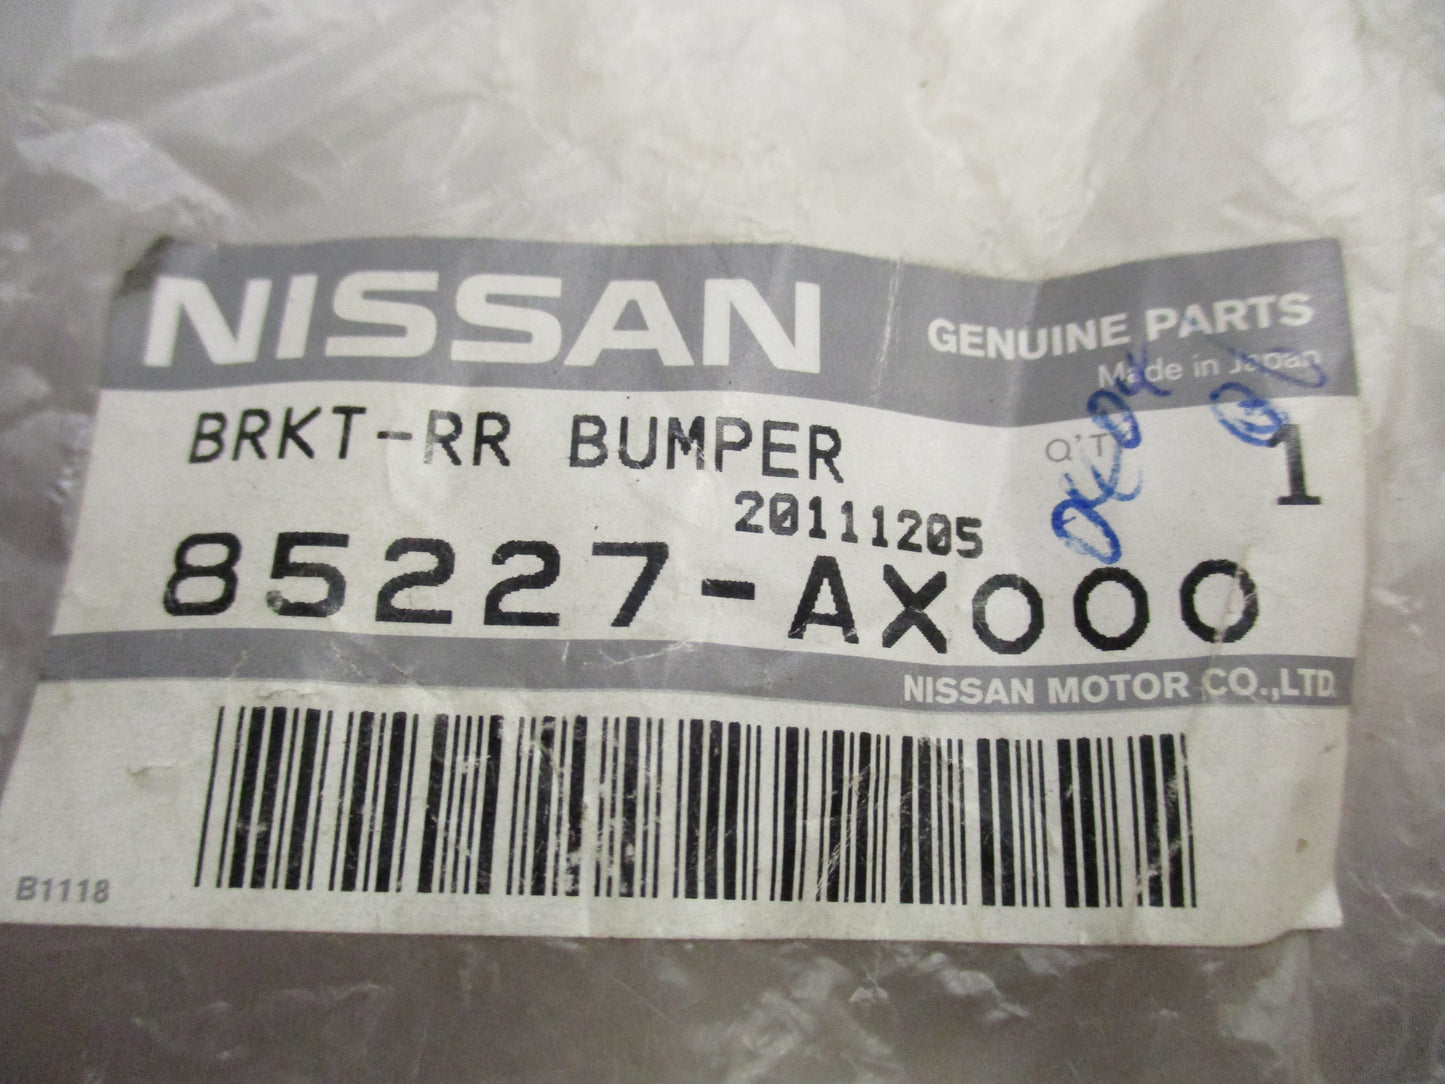 NISSAN
GENUINE PARTS
Made in Japan
BRKT-RR BUMPER
Q'TY 1
20111205
85227-AX000
NISSAN MOTOR CO.,LTD.
B1118